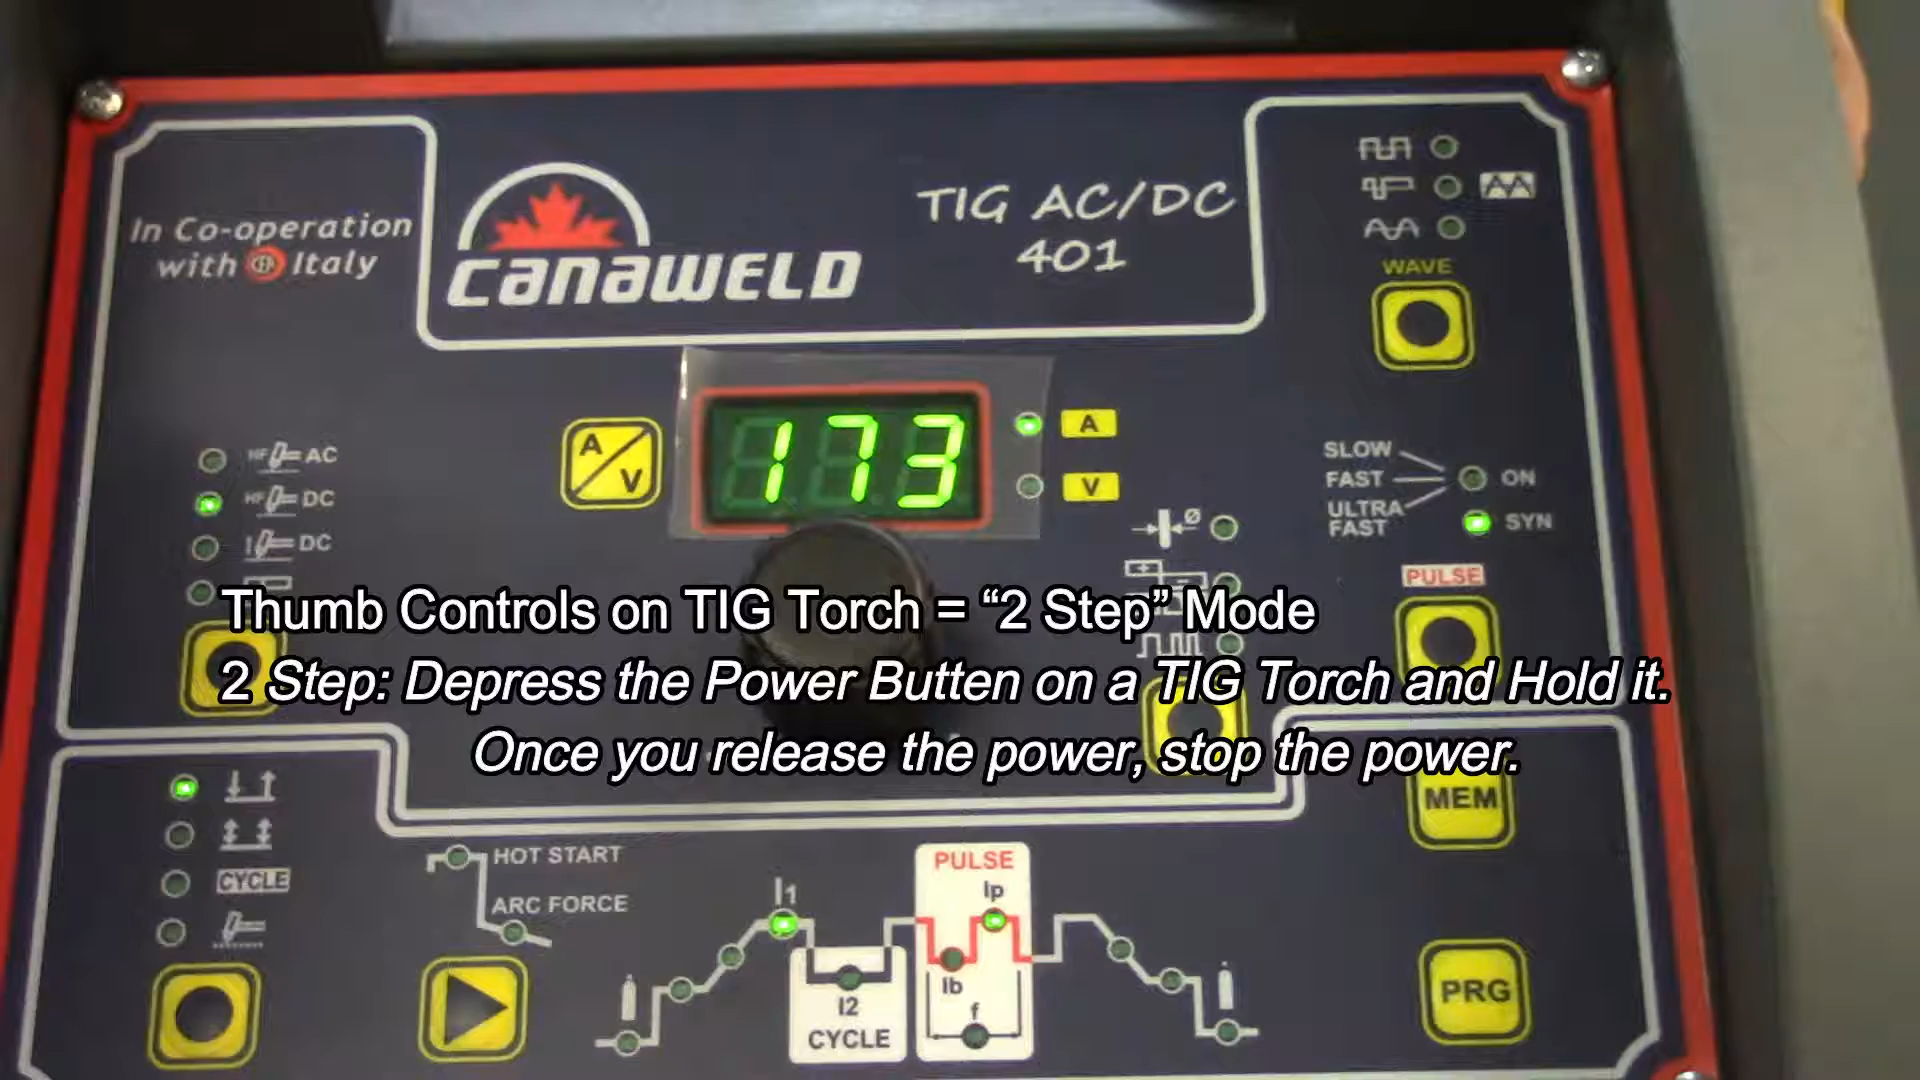 In Co-operation
with Italy
CANAWELD
TIG AC/DC
401
WAVE
173
A
V
A
V
HF AC
HF DC
DC
SLOW
FAST
ULTRA
FAST
ON
SYN
PULSE
Thumb Controls on TIG Torch = “2 Step” Mode
2 Step: Depress the Power Butten on a TIG Torch and Hold it.
Once you release the power, stop the power.
MEM
CYCLE
HOT START
ARC FORCE
I1
I2
CYCLE
PULSE
Ip
Ib
f
PRG